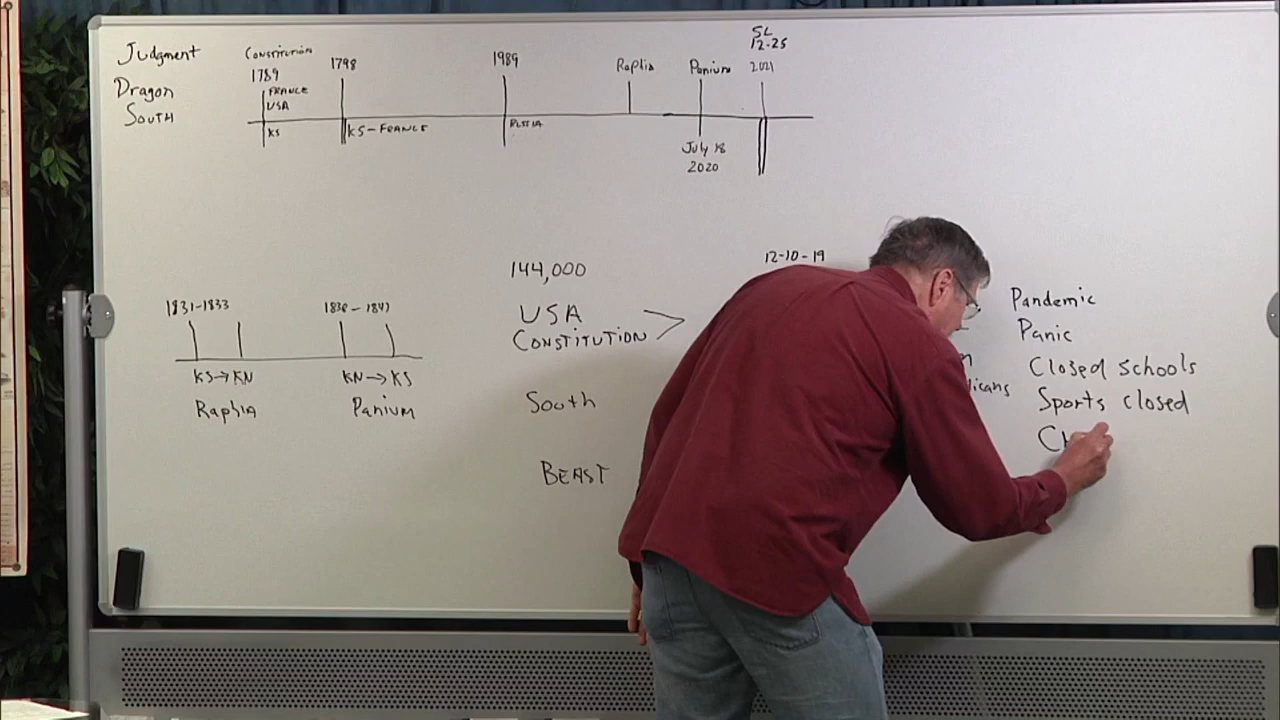 Judgment
Dragon
South
Constitution
1789
FRANCE
USA
KS
1798
KS-FRANCE
1989
RUSSIA
Raphia
Panium
July 18
2020
SL
12-25
2021
1831-1833
KS→KN
Raphia
KN→KS
Panium
144,000
USA
CONSTITUTION >
South
BEAST
12-10-19
Pandemic
Panic
Closed Schools
Sports closed